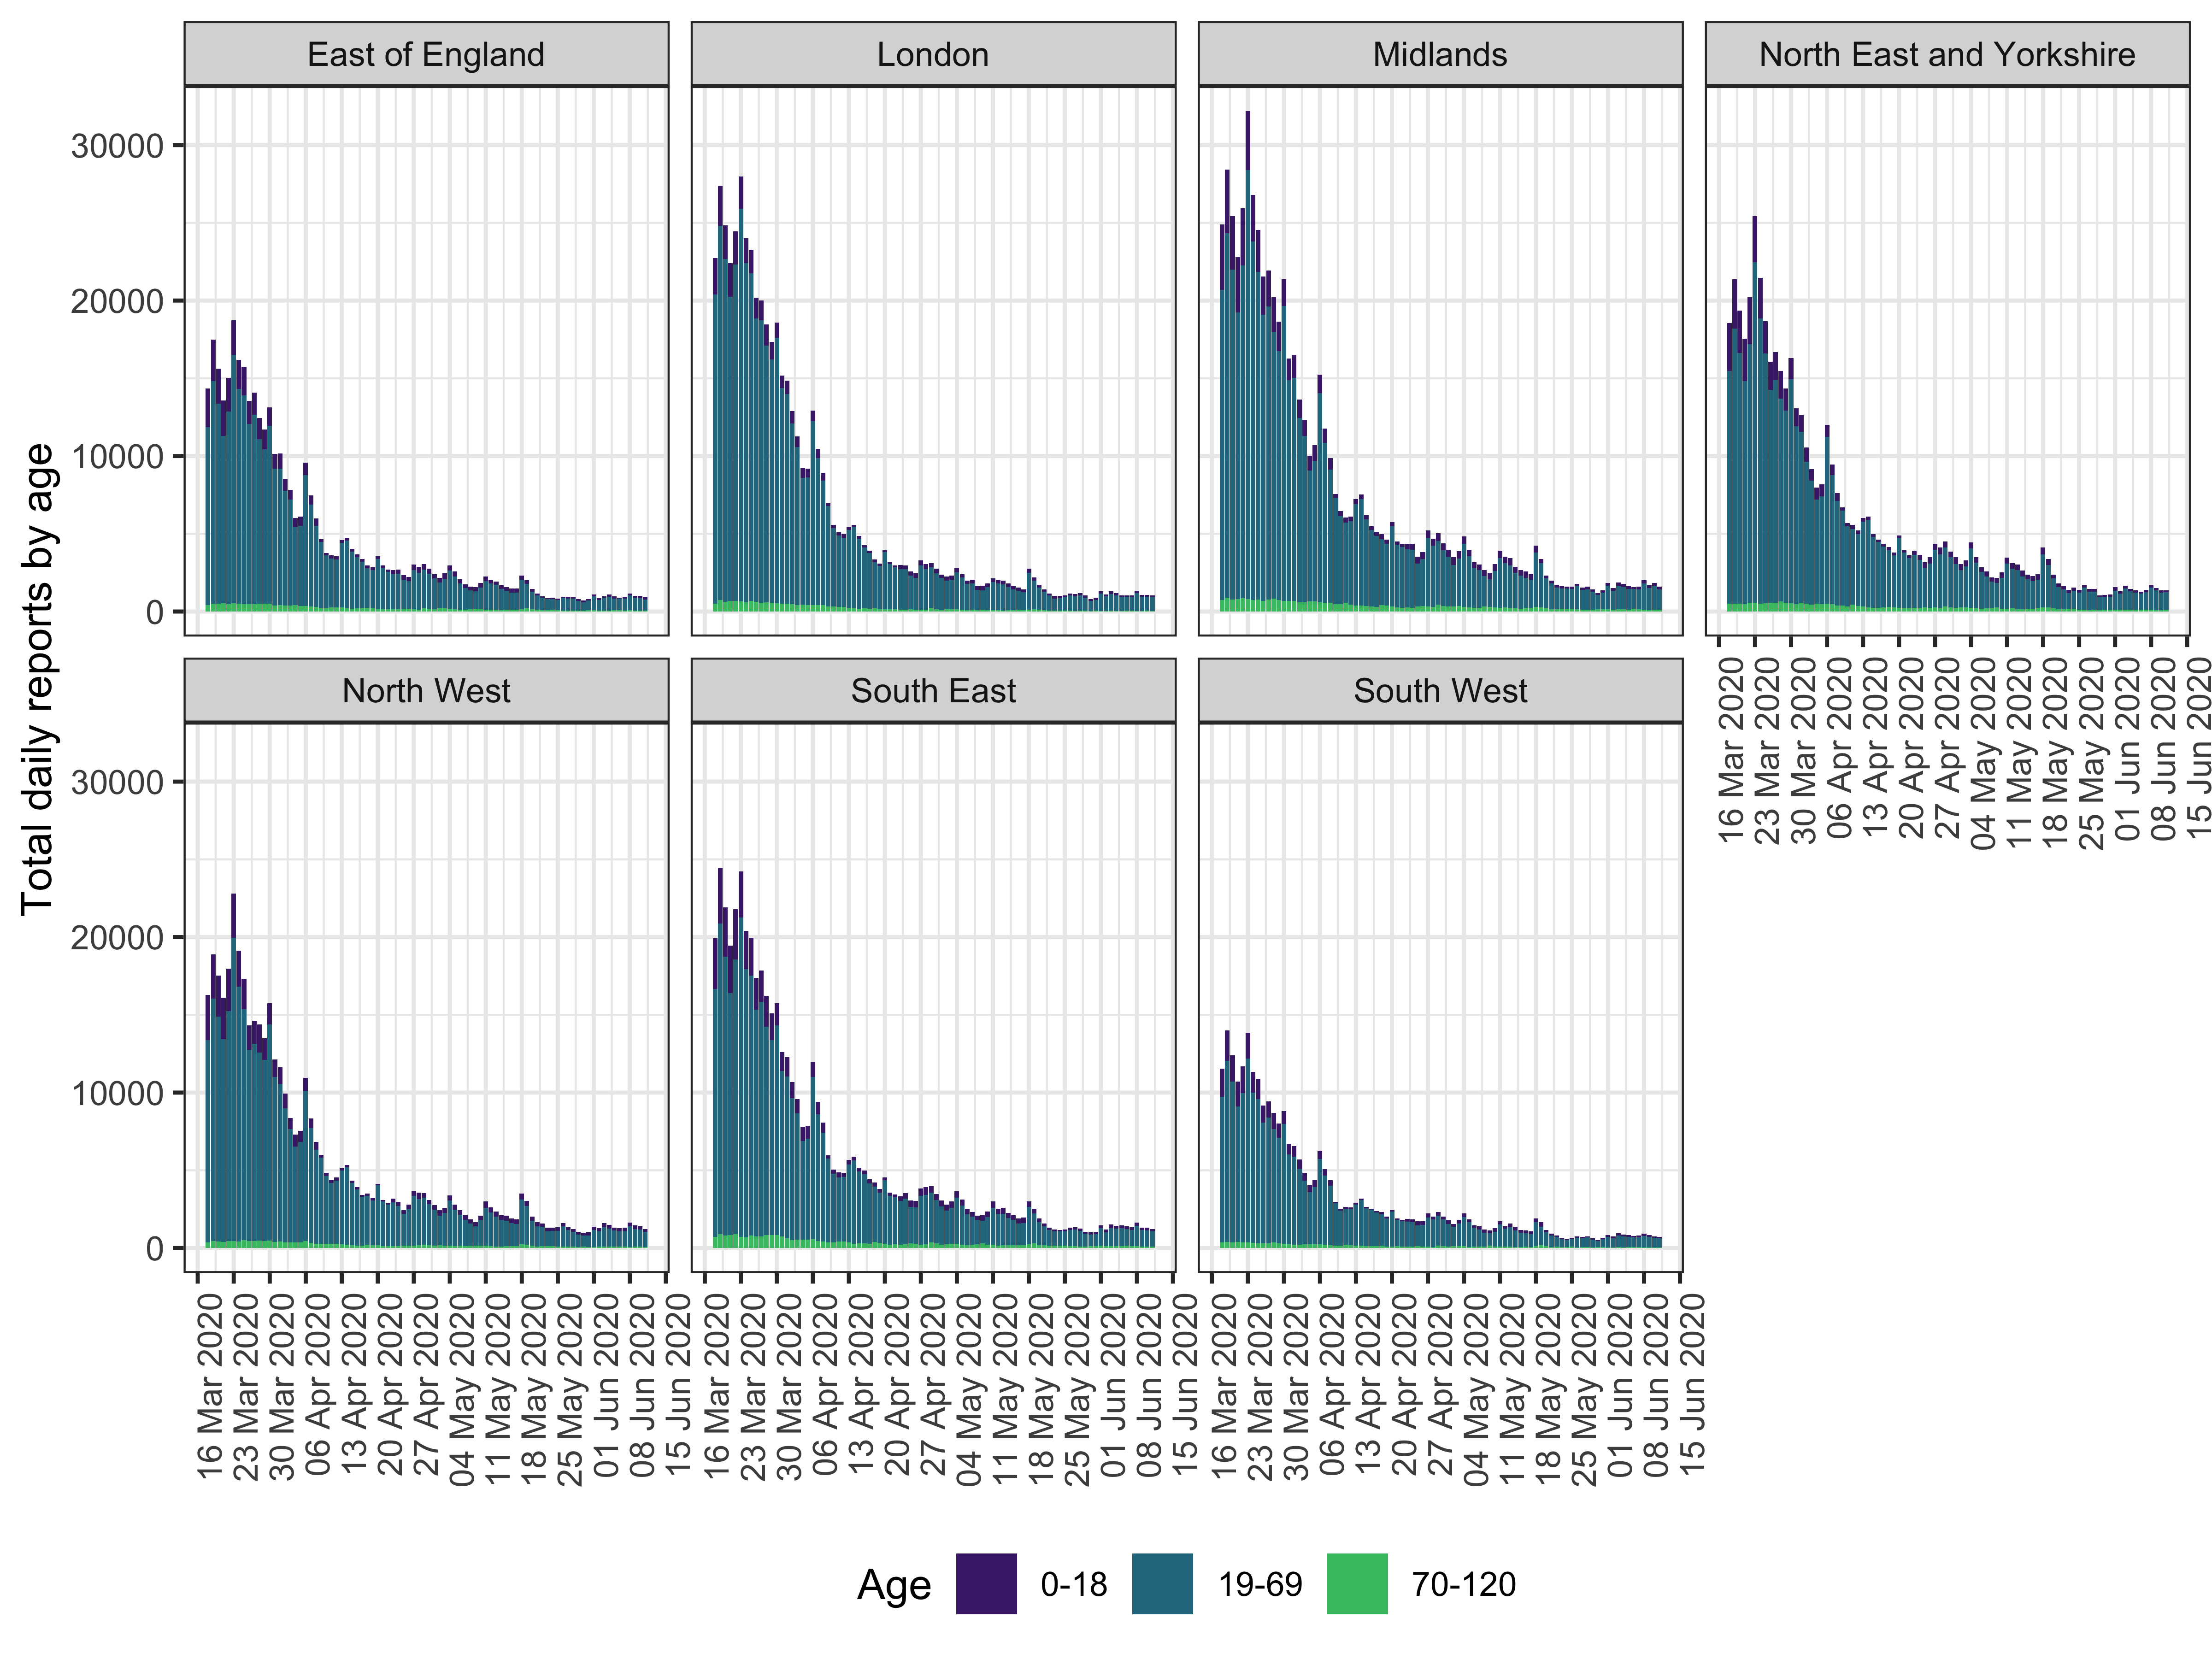 East of England
London
Midlands
North East and Yorkshire
Total daily reports by age
30000
20000
10000
0
16 Mar 2020
23 Mar 2020
30 Mar 2020
06 Apr 2020
13 Apr 2020
20 Apr 2020
27 Apr 2020
04 May 2020
11 May 2020
18 May 2020
25 May 2020
01 Jun 2020
08 Jun 2020
15 Jun 2020
North West
South East
South West
30000
20000
10000
0
16 Mar 2020
23 Mar 2020
30 Mar 2020
06 Apr 2020
13 Apr 2020
20 Apr 2020
27 Apr 2020
04 May 2020
11 May 2020
18 May 2020
25 May 2020
01 Jun 2020
08 Jun 2020
15 Jun 2020
16 Mar 2020
23 Mar 2020
30 Mar 2020
06 Apr 2020
13 Apr 2020
20 Apr 2020
27 Apr 2020
04 May 2020
11 May 2020
18 May 2020
25 May 2020
01 Jun 2020
08 Jun 2020
15 Jun 2020
16 Mar 2020
23 Mar 2020
30 Mar 2020
06 Apr 2020
13 Apr 2020
20 Apr 2020
27 Apr 2020
04 May 2020
11 May 2020
18 May 2020
25 May 2020
01 Jun 2020
08 Jun 2020
15 Jun 2020
Age 0-18 19-69 70-120